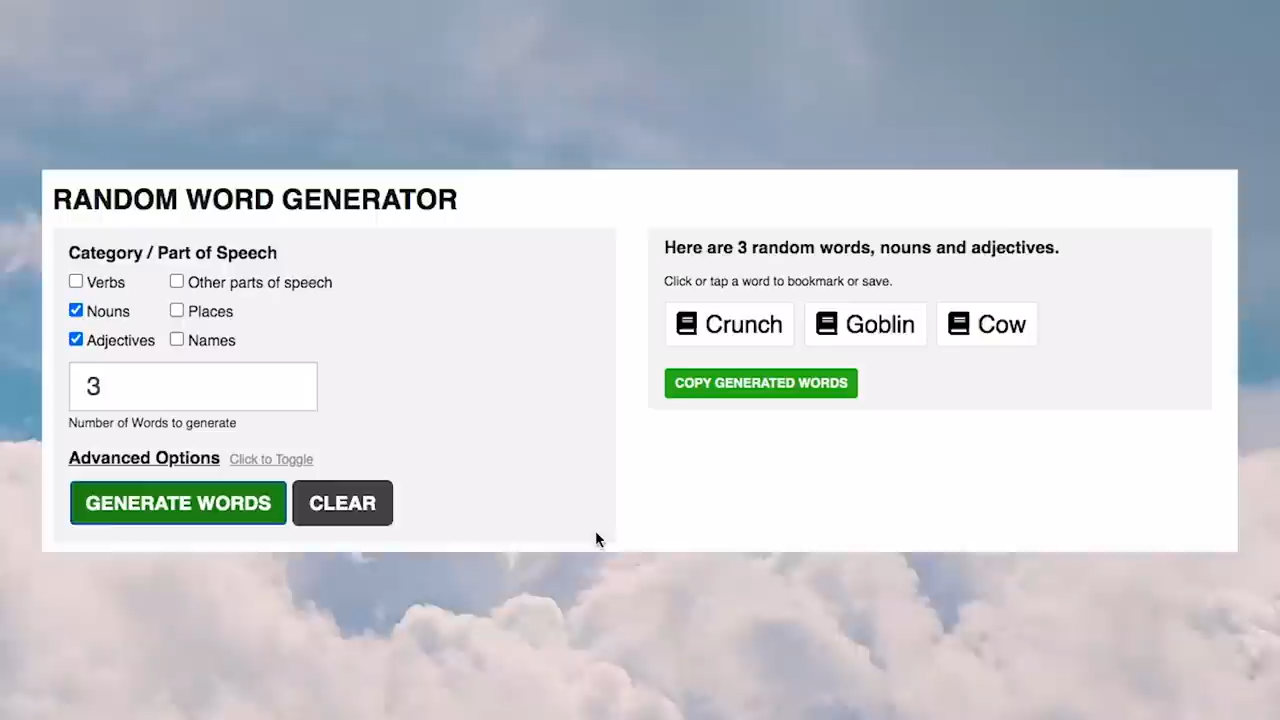 RANDOM WORD GENERATOR
Category / Part of Speech
Verbs
Other parts of speech
Nouns
Places
Adjectives
Names
3
Number of Words to generate
Advanced Options Click to Toggle
GENERATE WORDS
CLEAR
Here are 3 random words, nouns and adjectives.
Click or tap a word to bookmark or save.
Crunch
Goblin
Cow
COPY GENERATED WORDS